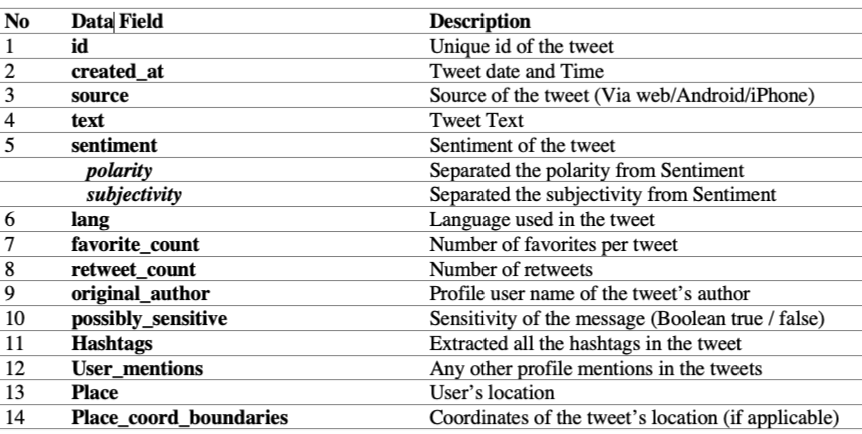 No Data Field Description
1 id Unique id of the tweet
2 created_at Tweet date and Time
3 source Source of the tweet (Via web/Android/iPhone)
4 text Tweet Text
5 sentiment Sentiment of the tweet
polarity Separated the polarity from Sentiment
subjectivity Separated the subjectivity from Sentiment
6 lang Language used in the tweet
7 favorite_count Number of favorites per tweet
8 retweet_count Number of retweets
9 original_author Profile user name of the tweet's author
10 possibly_sensitive Sensitivity of the message (Boolean true / false)
11 Hashtags Extracted all the hashtags in the tweet
12 User_mentions Any other profile mentions in the tweets
13 Place User's location
14 Place_coord_boundaries Coordinates of the tweet's location (if applicable)